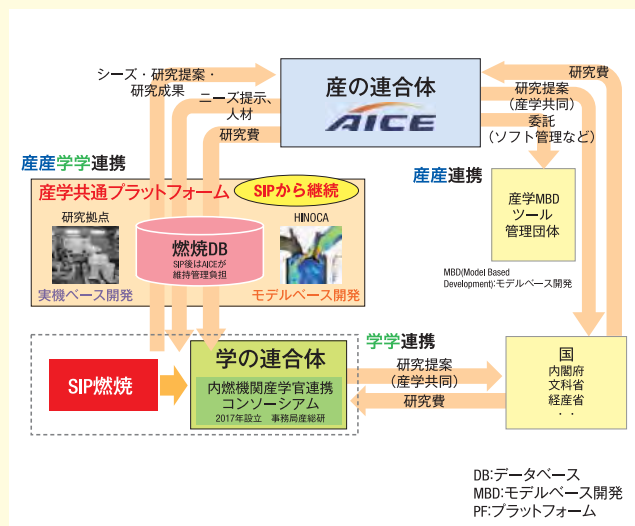 シーズ・研究提案・
研究成果
ニーズ提示、
人材
研究費
産の連合体
AICE
研究費
研究提案
(産学共同)
委託
(ソフト管理など)
産産学学連携
産学共通プラットフォーム
SIPから継続
研究拠点
燃焼DB
SIP後はAICEが
維持管理負担
HINOCA
実機ベース開発
モデルベース開発
産産連携
産学MBD
ツール
管理団体
MBD(Model Based
Development):モデルベース開発
SIP燃焼
学の連合体
内燃機関産学官連携
コンソーシアム
2017年設立 事務局産総研
学学連携
研究提案
(産学共同)
研究費
国
内閣府
文科省
経産省
・・
DB:データベース
MBD:モデルベース開発
PF:プラットフォーム